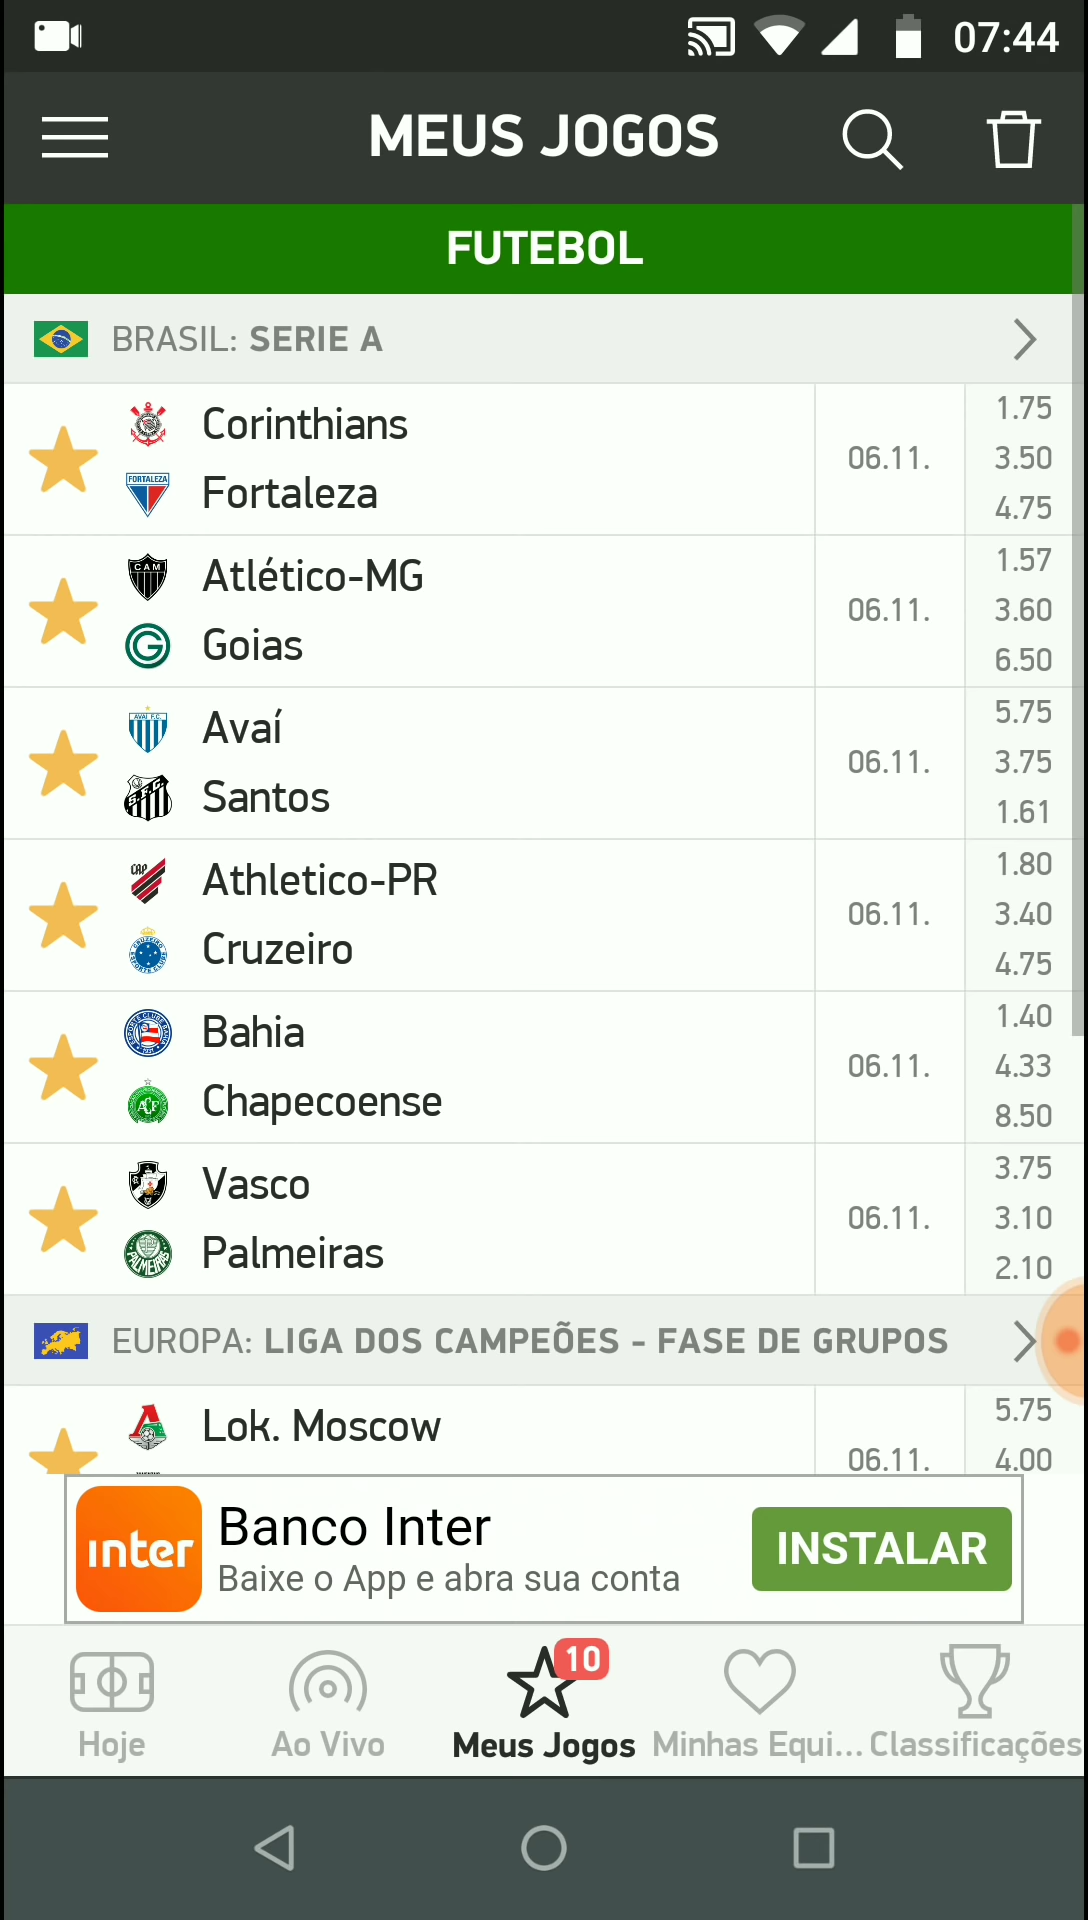 07:44
MEUS JOGOS
FUTEBOL
BRASIL: SERIE A
Corinthians
Fortaleza
06.11.
1.75
3.50
4.75
Atlético-MG
Goias
06.11.
1.57
3.60
6.50
Avaí
Santos
06.11.
5.75
3.75
1.61
Athletico-PR
Cruzeiro
06.11.
1.80
3.40
4.75
Bahia
Chapecoense
06.11.
1.40
4.33
8.50
Vasco
Palmeiras
06.11.
3.75
3.10
2.10
EUROPA: LIGA DOS CAMPEÕES - FASE DE GRUPOS
Lok. Moscow
06.11.
5.75
4.00
inter
Banco Inter
Baixe o App e abra sua conta
INSTALAR
10
Hoje
Ao Vivo
Meus Jogos
Minhas Equi...
Classificações